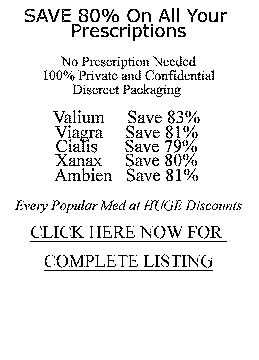 SAVE 80% On All Your
Prescriptions
No Prescription Needed
100% Private and Confidential
Discreet Packaging
Valium Save 83%
Viagra Save 81%
Cialis Save 79%
Xanax Save 80%
Ambien Save 81%
Every Popular Med at HUGE Discounts
CLICK HERE NOW FOR
COMPLETE LISTING